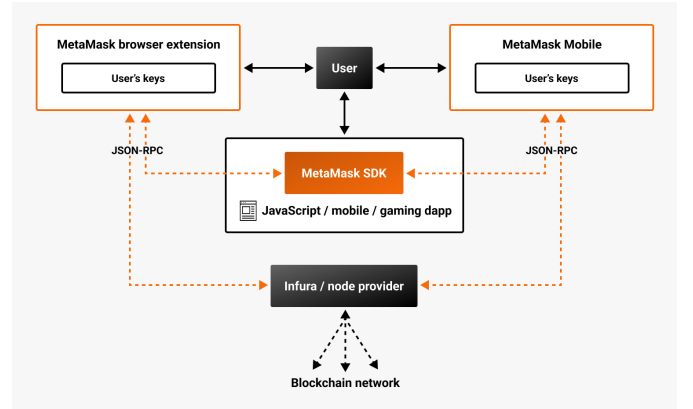 MetaMask browser extension
User's keys
User
MetaMask Mobile
User's keys
JSON-RPC
JSON-RPC
MetaMask SDK
JavaScript / mobile / gaming dapp
Infura / node provider
Blockchain network